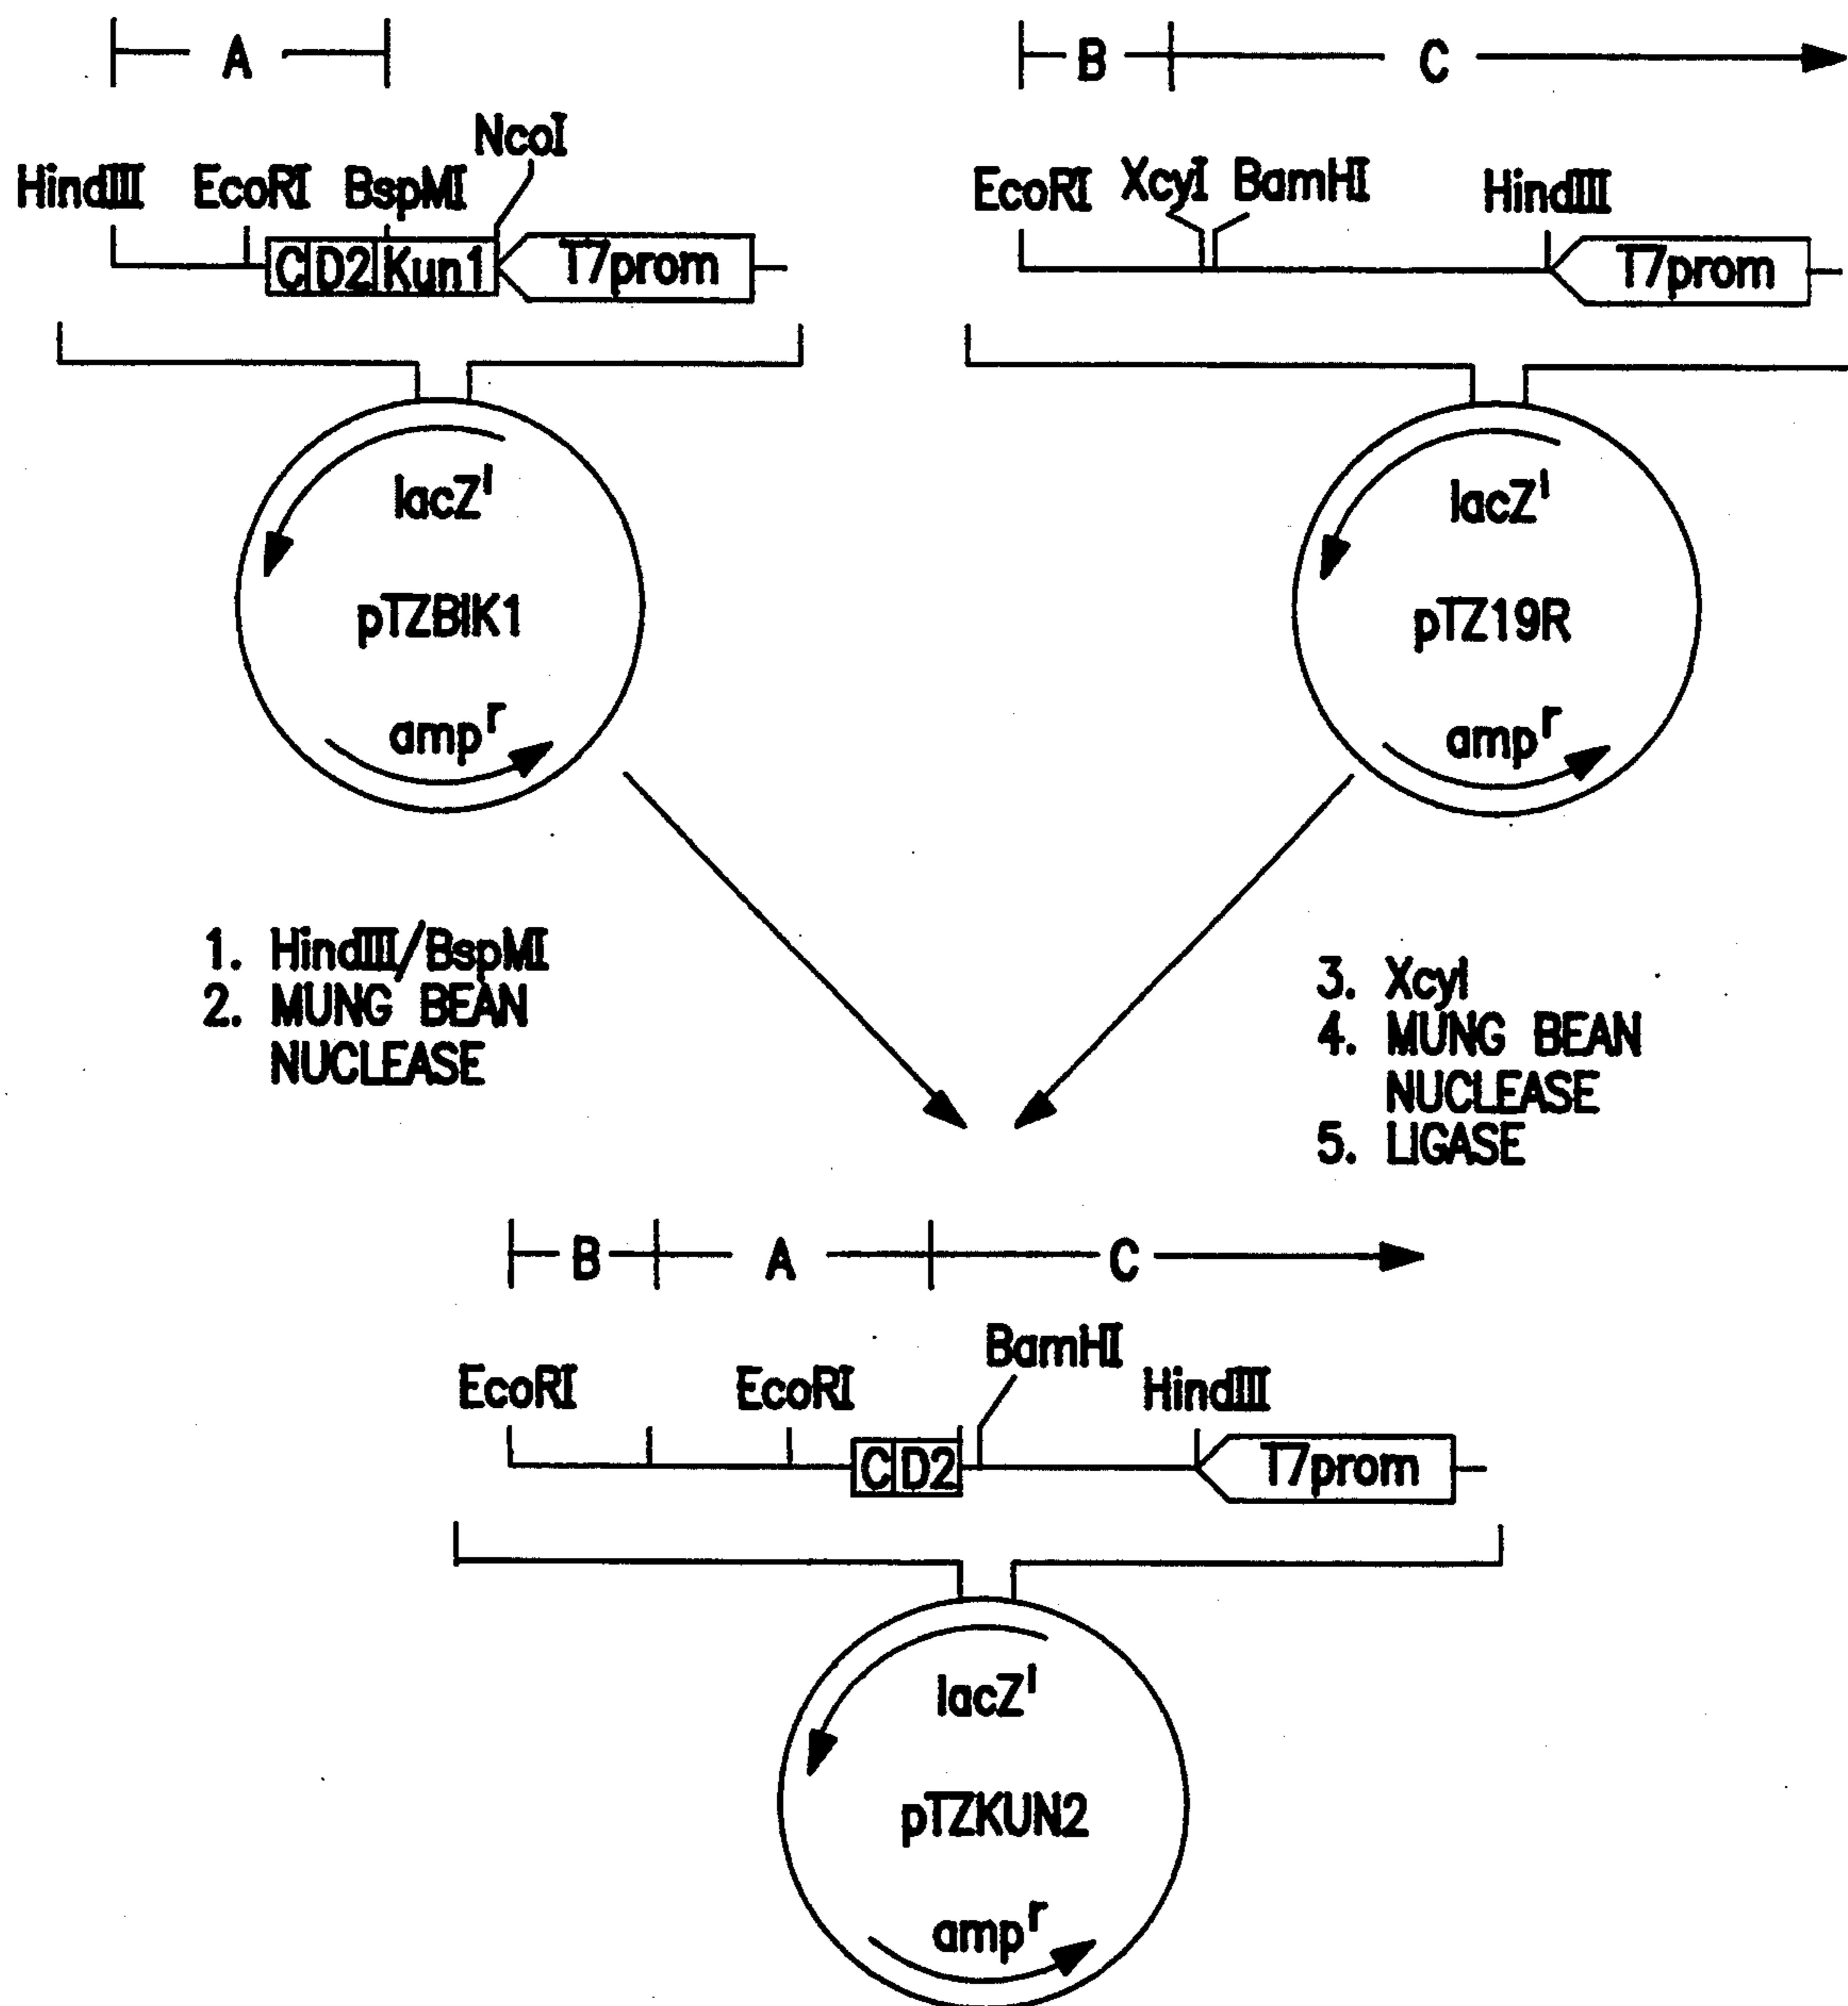 A
B C
NcoI
HindIII EcoRI BspMI
EcoRI XcyI BamHI HindIII
C D2 Kun1 T7prom
T7prom
lacZ'
pTZBIK1
amp^r
lacZ'
pTZ19R
amp^r
1. HindIII/BspMI
2. MUNG BEAN
NUCLEASE
3. XcyI
4. MUNG BEAN
NUCLEASE
5. LIGASE
B A C
BamHI
EcoRI EcoRI HindIII
C D2 T7prom
lacZ'
pTZKUN2
amp^r